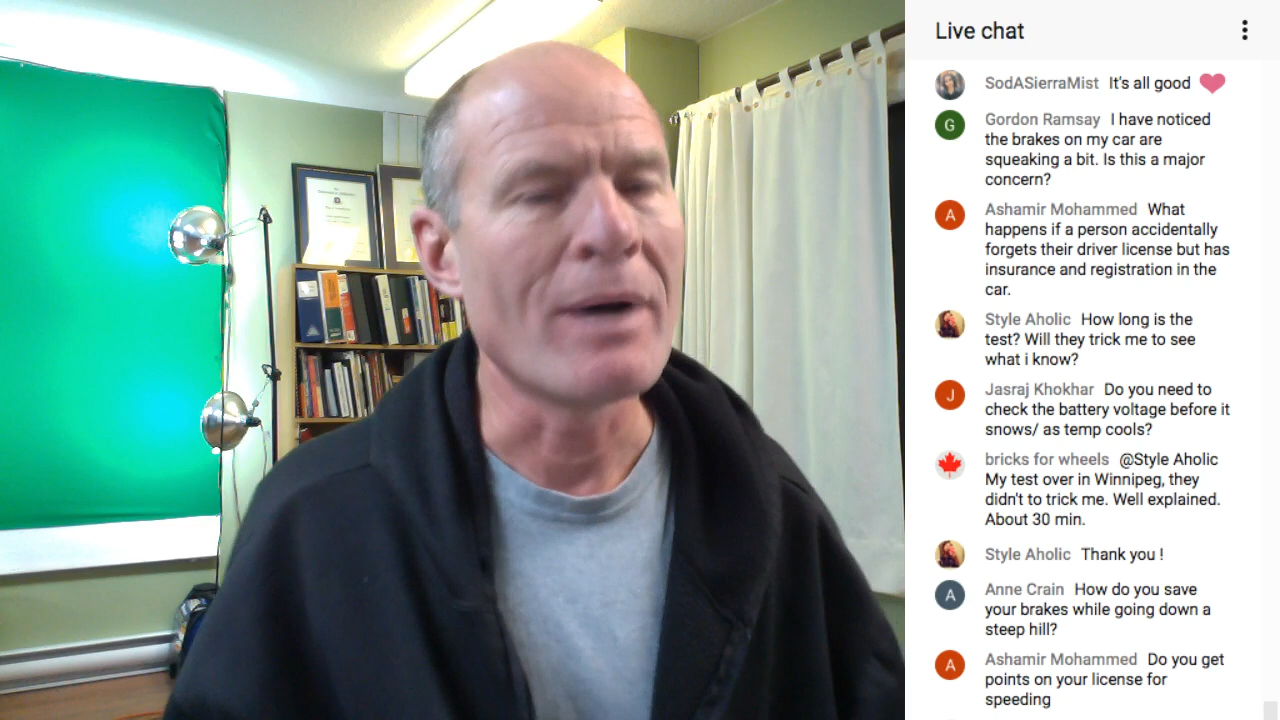 Live chat
SodASierraMist It's all good
G Gordon Ramsay I have noticed
the brakes on my car are
squeaking a bit. Is this a major
concern?
A Ashamir Mohammed What
happens if a person accidentally
forgets their driver license but has
insurance and registration in the
car.
Style Aholic How long is the
test? Will they trick me to see
what i know?
J Jasraj Khokhar Do you need to
check the battery voltage before it
snows/ as temp cools?
bricks for wheels @Style Aholic
My test over in Winnipeg, they
didn't to trick me. Well explained.
About 30 min.
Style Aholic Thank you !
A Anne Crain How do you save
your brakes while going down a
steep hill?
A Ashamir Mohammed Do you get
points on your license for
speeding